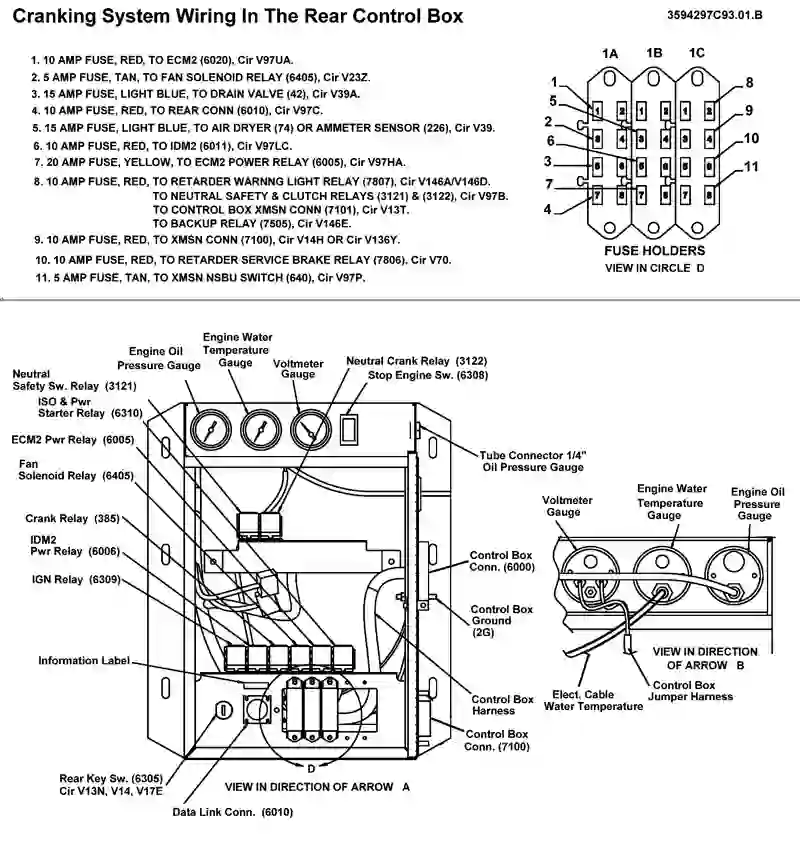 Cranking System Wiring In The Rear Control Box
3594297C93.01.B
1. 10 AMP FUSE, RED, TO ECM2 (6020), Cir V97UA.
2. 5 AMP FUSE, TAN, TO FAN SOLENOID RELAY (6405), Cir V23Z.
3. 15 AMP FUSE, LIGHT BLUE, TO DRAIN VALVE (42), Cir V39A.
4. 10 AMP FUSE, RED, TO REAR CONN (6010), Cir V97C.
5. 15 AMP FUSE, LIGHT BLUE, TO AIR DRYER (74) OR AMMETER SENSOR (226), Cir V39.
6. 10 AMP FUSE, RED, TO IDM2 (6011), Cir V97LC.
7. 20 AMP FUSE, YELLOW, TO ECM2 POWER RELAY (6005), Cir V97HA.
8. 10 AMP FUSE, RED, TO RETARDER WARNNG LIGHT RELAY (7807), Cir V146A/V146D.
TO NEUTRAL SAFETY & CLUTCH RELAYS (3121) & (3122), Cir V97B.
TO CONTROL BOX XMSN CONN (7101), Cir V13T.
TO BACKUP RELAY (7505), Cir V146E.
9. 10 AMP FUSE, RED, TO XMSN CONN (7100), Cir V14H OR Cir V136Y.
10. 10 AMP FUSE, RED, TO RETARDER SERVICE BRAKE RELAY (7806), Cir V70.
11. 5 AMP FUSE, TAN, TO XMSN NSBU SWITCH (640), Cir V97P.
1A 1B 1C
1
5
2
6
3
7
4
8
9
10
11
FUSE HOLDERS
VIEW IN CIRCLE D
Neutral
Safety Sw. Relay (3121)
ISO & Pwr
Starter Relay (6310)
ECM2 Pwr Relay (6005)
Fan
Solenoid Relay (6405)
Crank Relay (385)
IDM2
Pwr Relay (6006)
IGN Relay (6309)
Information Label
Rear Key Sw. (6305)
Cir V13N, V14, V17E
Data Link Conn. (6010)
Engine Oil
Pressure Gauge
Engine Water
Temperature
Gauge
Voltmeter
Gauge
Neutral Crank Relay (3122)
Stop Engine Sw. (6308)
Tube Connector 1/4"
Oil Pressure Gauge
Control Box
Conn. (6000)
Control Box
Ground
(2G)
Control Box
Harness
Control Box
Conn. (7100)
D
VIEW IN DIRECTION OF ARROW A
Voltmeter
Gauge
Engine Water
Temperature
Gauge
Engine Oil
Pressure
Gauge
VIEW IN DIRECTION
OF ARROW B
Elect. Cable
Water Temperature
Control Box
Jumper Harness